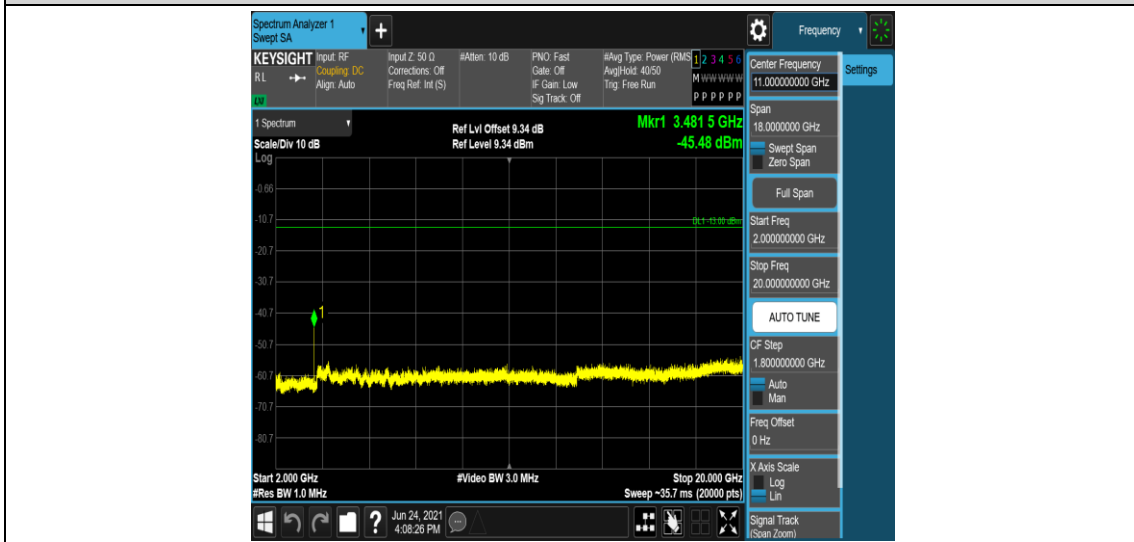 Spectrum Analyzer 1
Swept SA
+
Frequency
KEYSIGHT
RL
LXI
Input: RF
Coupling: DC
Align: Auto
Input Z: 50 Ω
Corrections: Off
Freq Ref: Int (S)
#Atten: 10 dB
PNO: Fast
Gate: Off
IF Gain: Low
Sig Track: Off
#Avg Type: Power (RMS
Avg|Hold: 40/50
Trig: Free Run
1 2 3 4 5 6
M W W W W W
P P P P P P
1 Spectrum
Scale/Div 10 dB
Log
Ref Lvl Offset 9.34 dB
Ref Level 9.34 dBm
Mkr1 3.481 5 GHz
-45.48 dBm
-0.66
-10.7
DL1 -13.00 dBm
-20.7
-30.7
-40.7
1
-50.7
-60.7
-70.7
-80.7
Start 2.000 GHz
#Res BW 1.0 MHz
#Video BW 3.0 MHz
Stop 20.000 GHz
Sweep ~35.7 ms (20000 pts)
?
Jun 24, 2021
4:08:26 PM
Center Frequency
11.000000000 GHz
Settings
Span
18.0000000 GHz
Swept Span
Zero Span
Full Span
Start Freq
2.000000000 GHz
Stop Freq
20.000000000 GHz
AUTO TUNE
CF Step
1.800000000 GHz
Auto
Man
Freq Offset
0 Hz
X Axis Scale
Log
Lin
Signal Track
(Span Zoom)